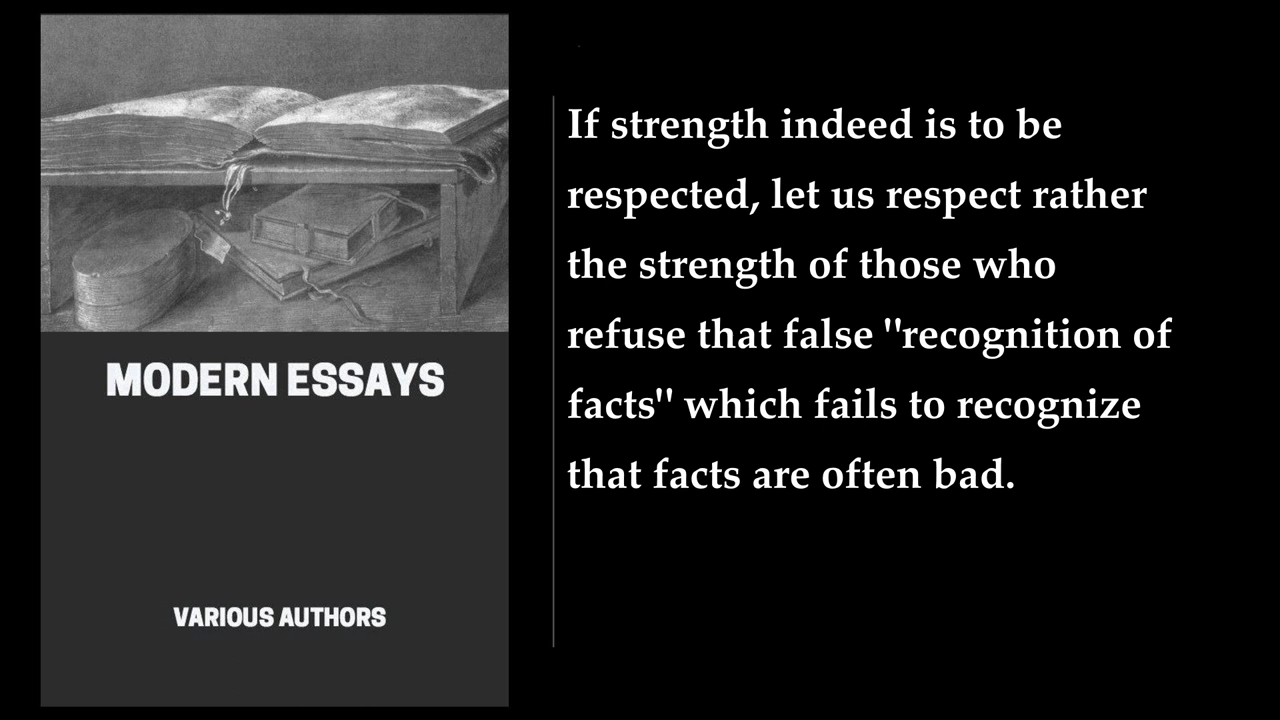 MODERN ESSAYS
VARIOUS AUTHORS
If strength indeed is to be
respected, let us respect rather
the strength of those who
refuse that false "recognition of
facts" which fails to recognize
that facts are often bad.